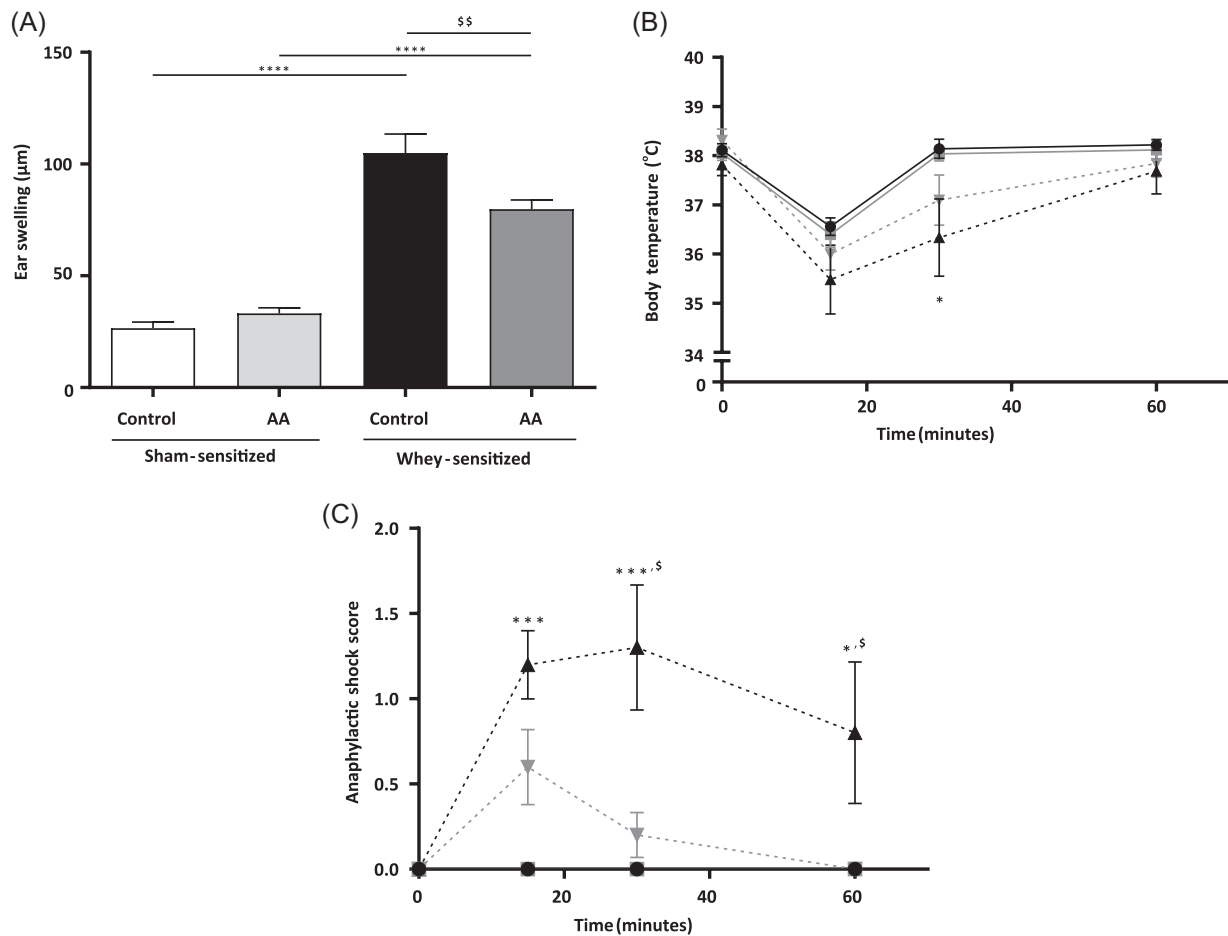 (A)
$$
****
****
150
100
50
0
Ear swelling (µm)
Control AA Control AA
Sham-sensitized Whey-sensitized
(B)
40
39
38
37
36
35
34
0
Body temperature (°C)
*
0 20 40 60
Time (minutes)
(C)
2.0
1.5
1.0
0.5
0.0
Anaphylactic shock score
***
***,$
*,$
0 20 40 60
Time (minutes)